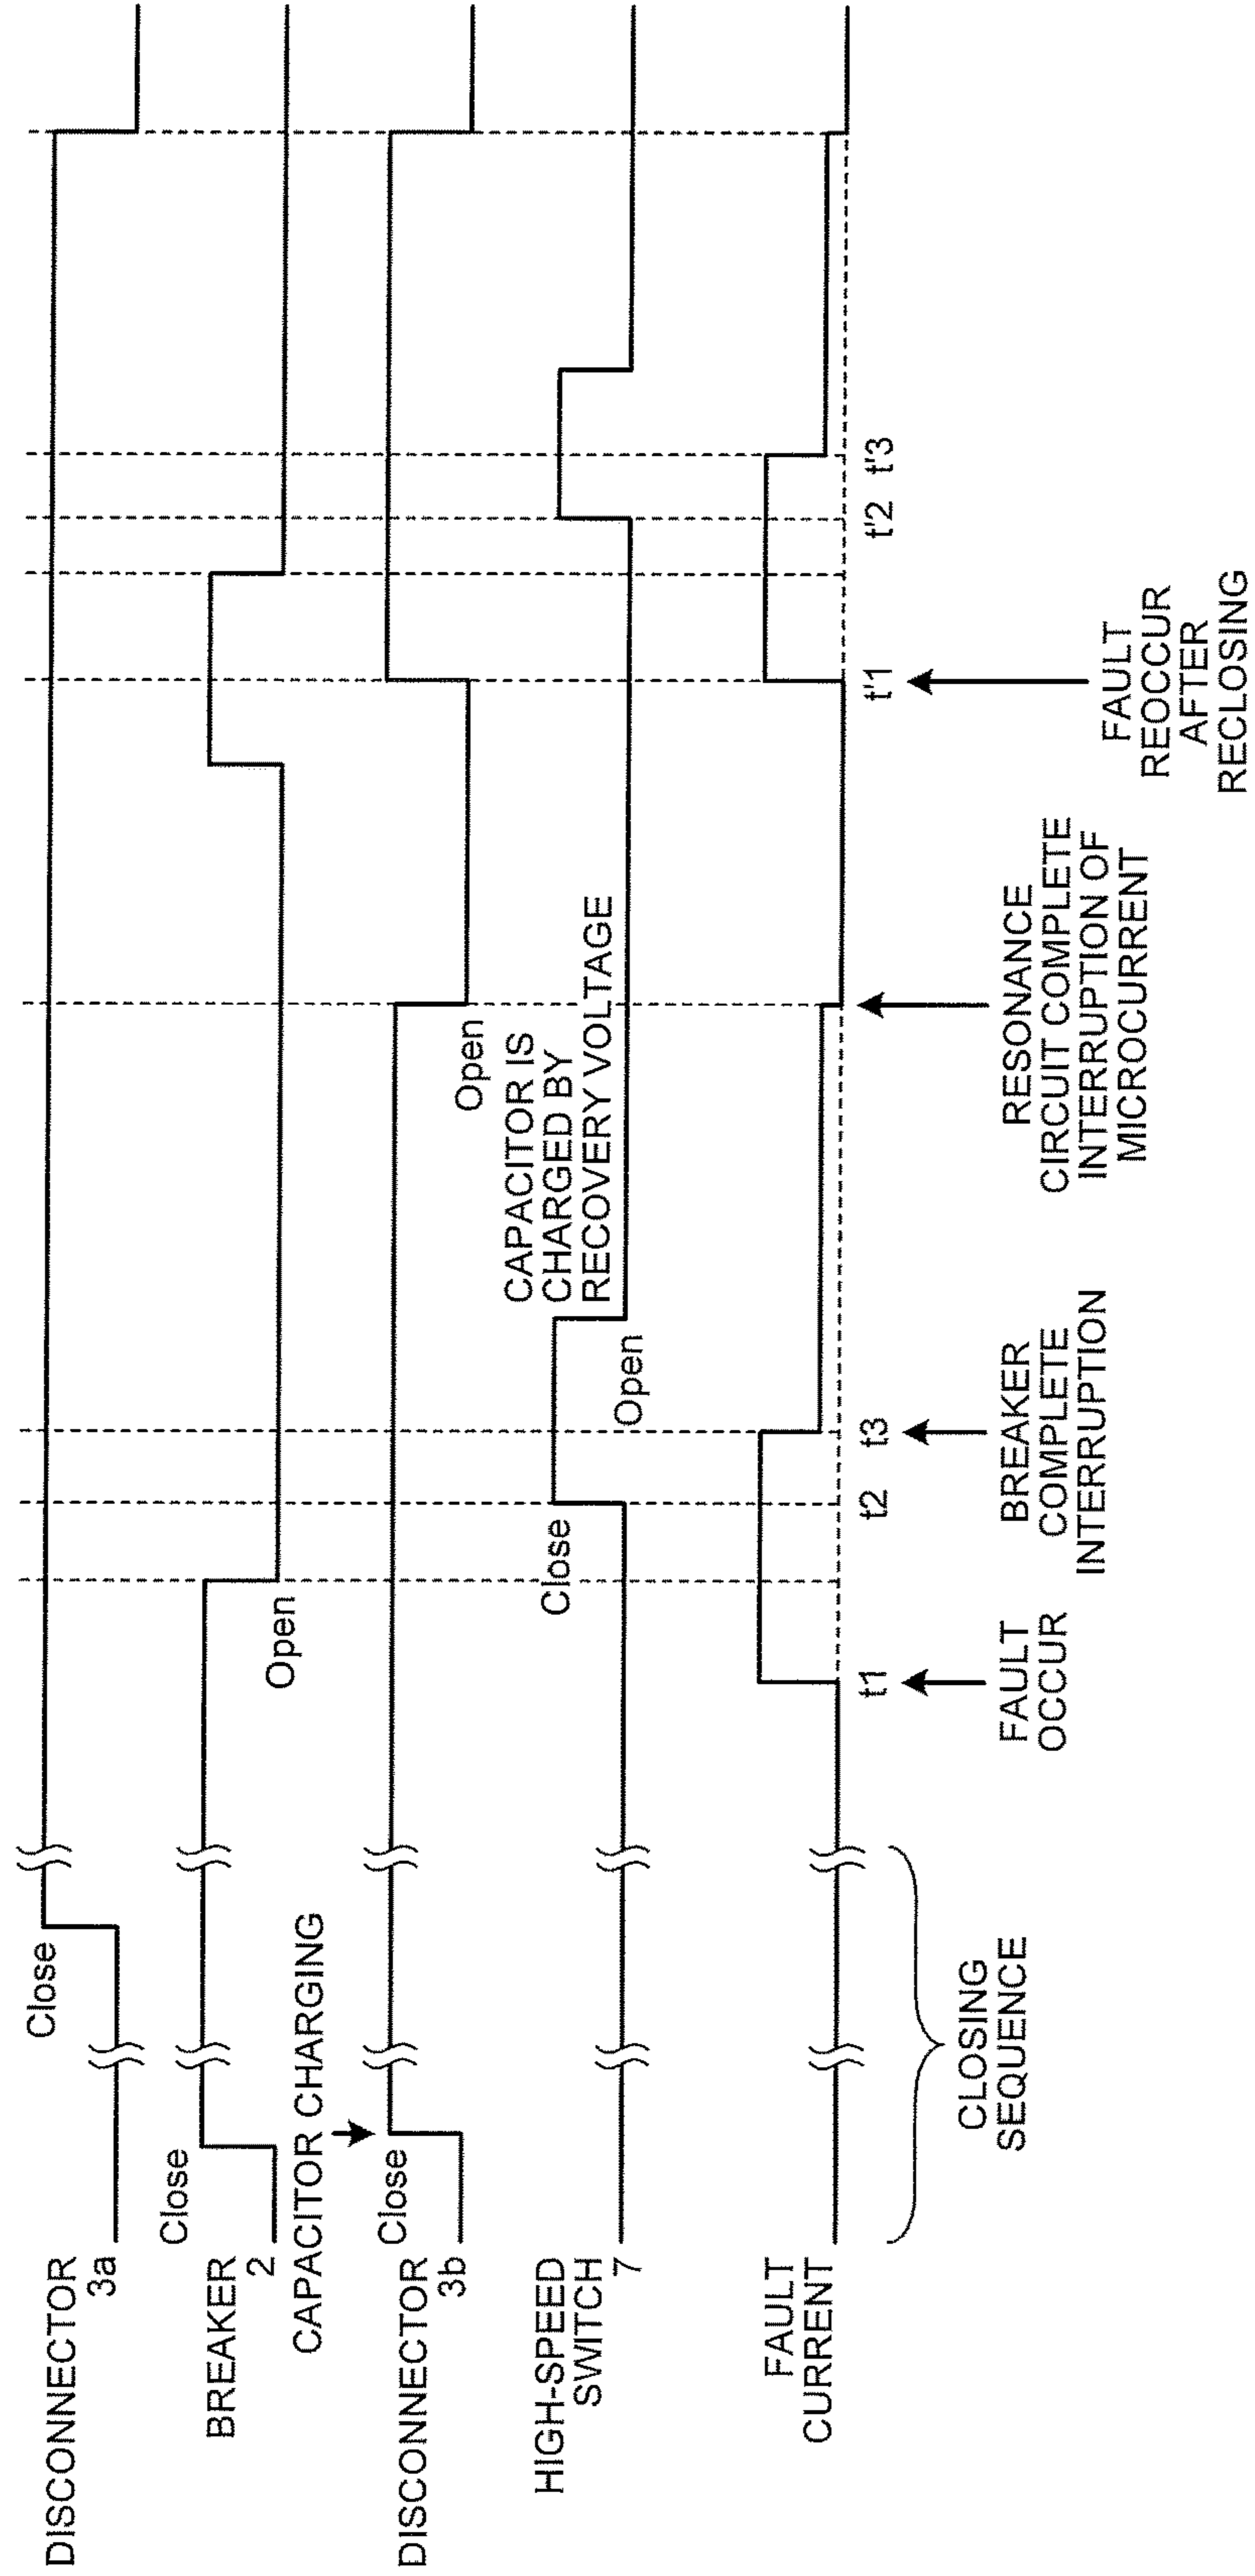 DISCONNECTOR
3a
Close
BREAKER
2
Close
Open
CAPACITOR CHARGING
DISCONNECTOR
3b
Close
Open
HIGH-SPEED
SWITCH
7
Close
Open
CAPACITOR IS
CHARGED BY
RECOVERY VOLTAGE
FAULT
CURRENT
t1
t2
t3
t'1
t'2
t'3
CLOSING
SEQUENCE
FAULT
OCCUR
BREAKER
COMPLETE
INTERRUPTION
RESONANCE
CIRCUIT COMPLETE
INTERRUPTION OF
MICROCURRENT
FAULT
REOCCUR
AFTER
RECLOSING